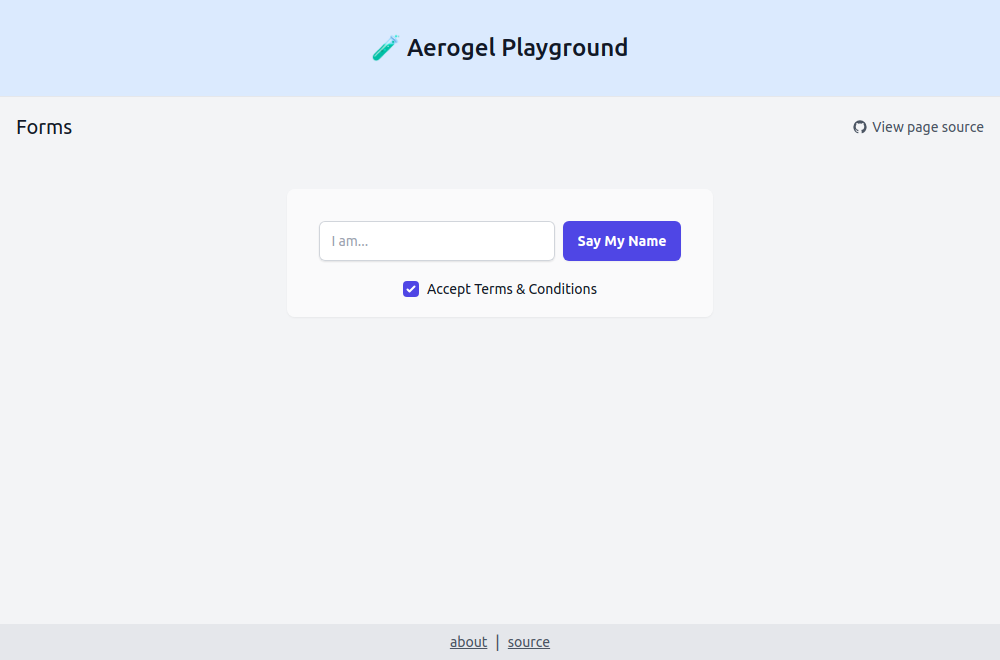 🧪 Aerogel Playground
Forms
View page source
I am...
Say My Name
Accept Terms & Conditions
about | source